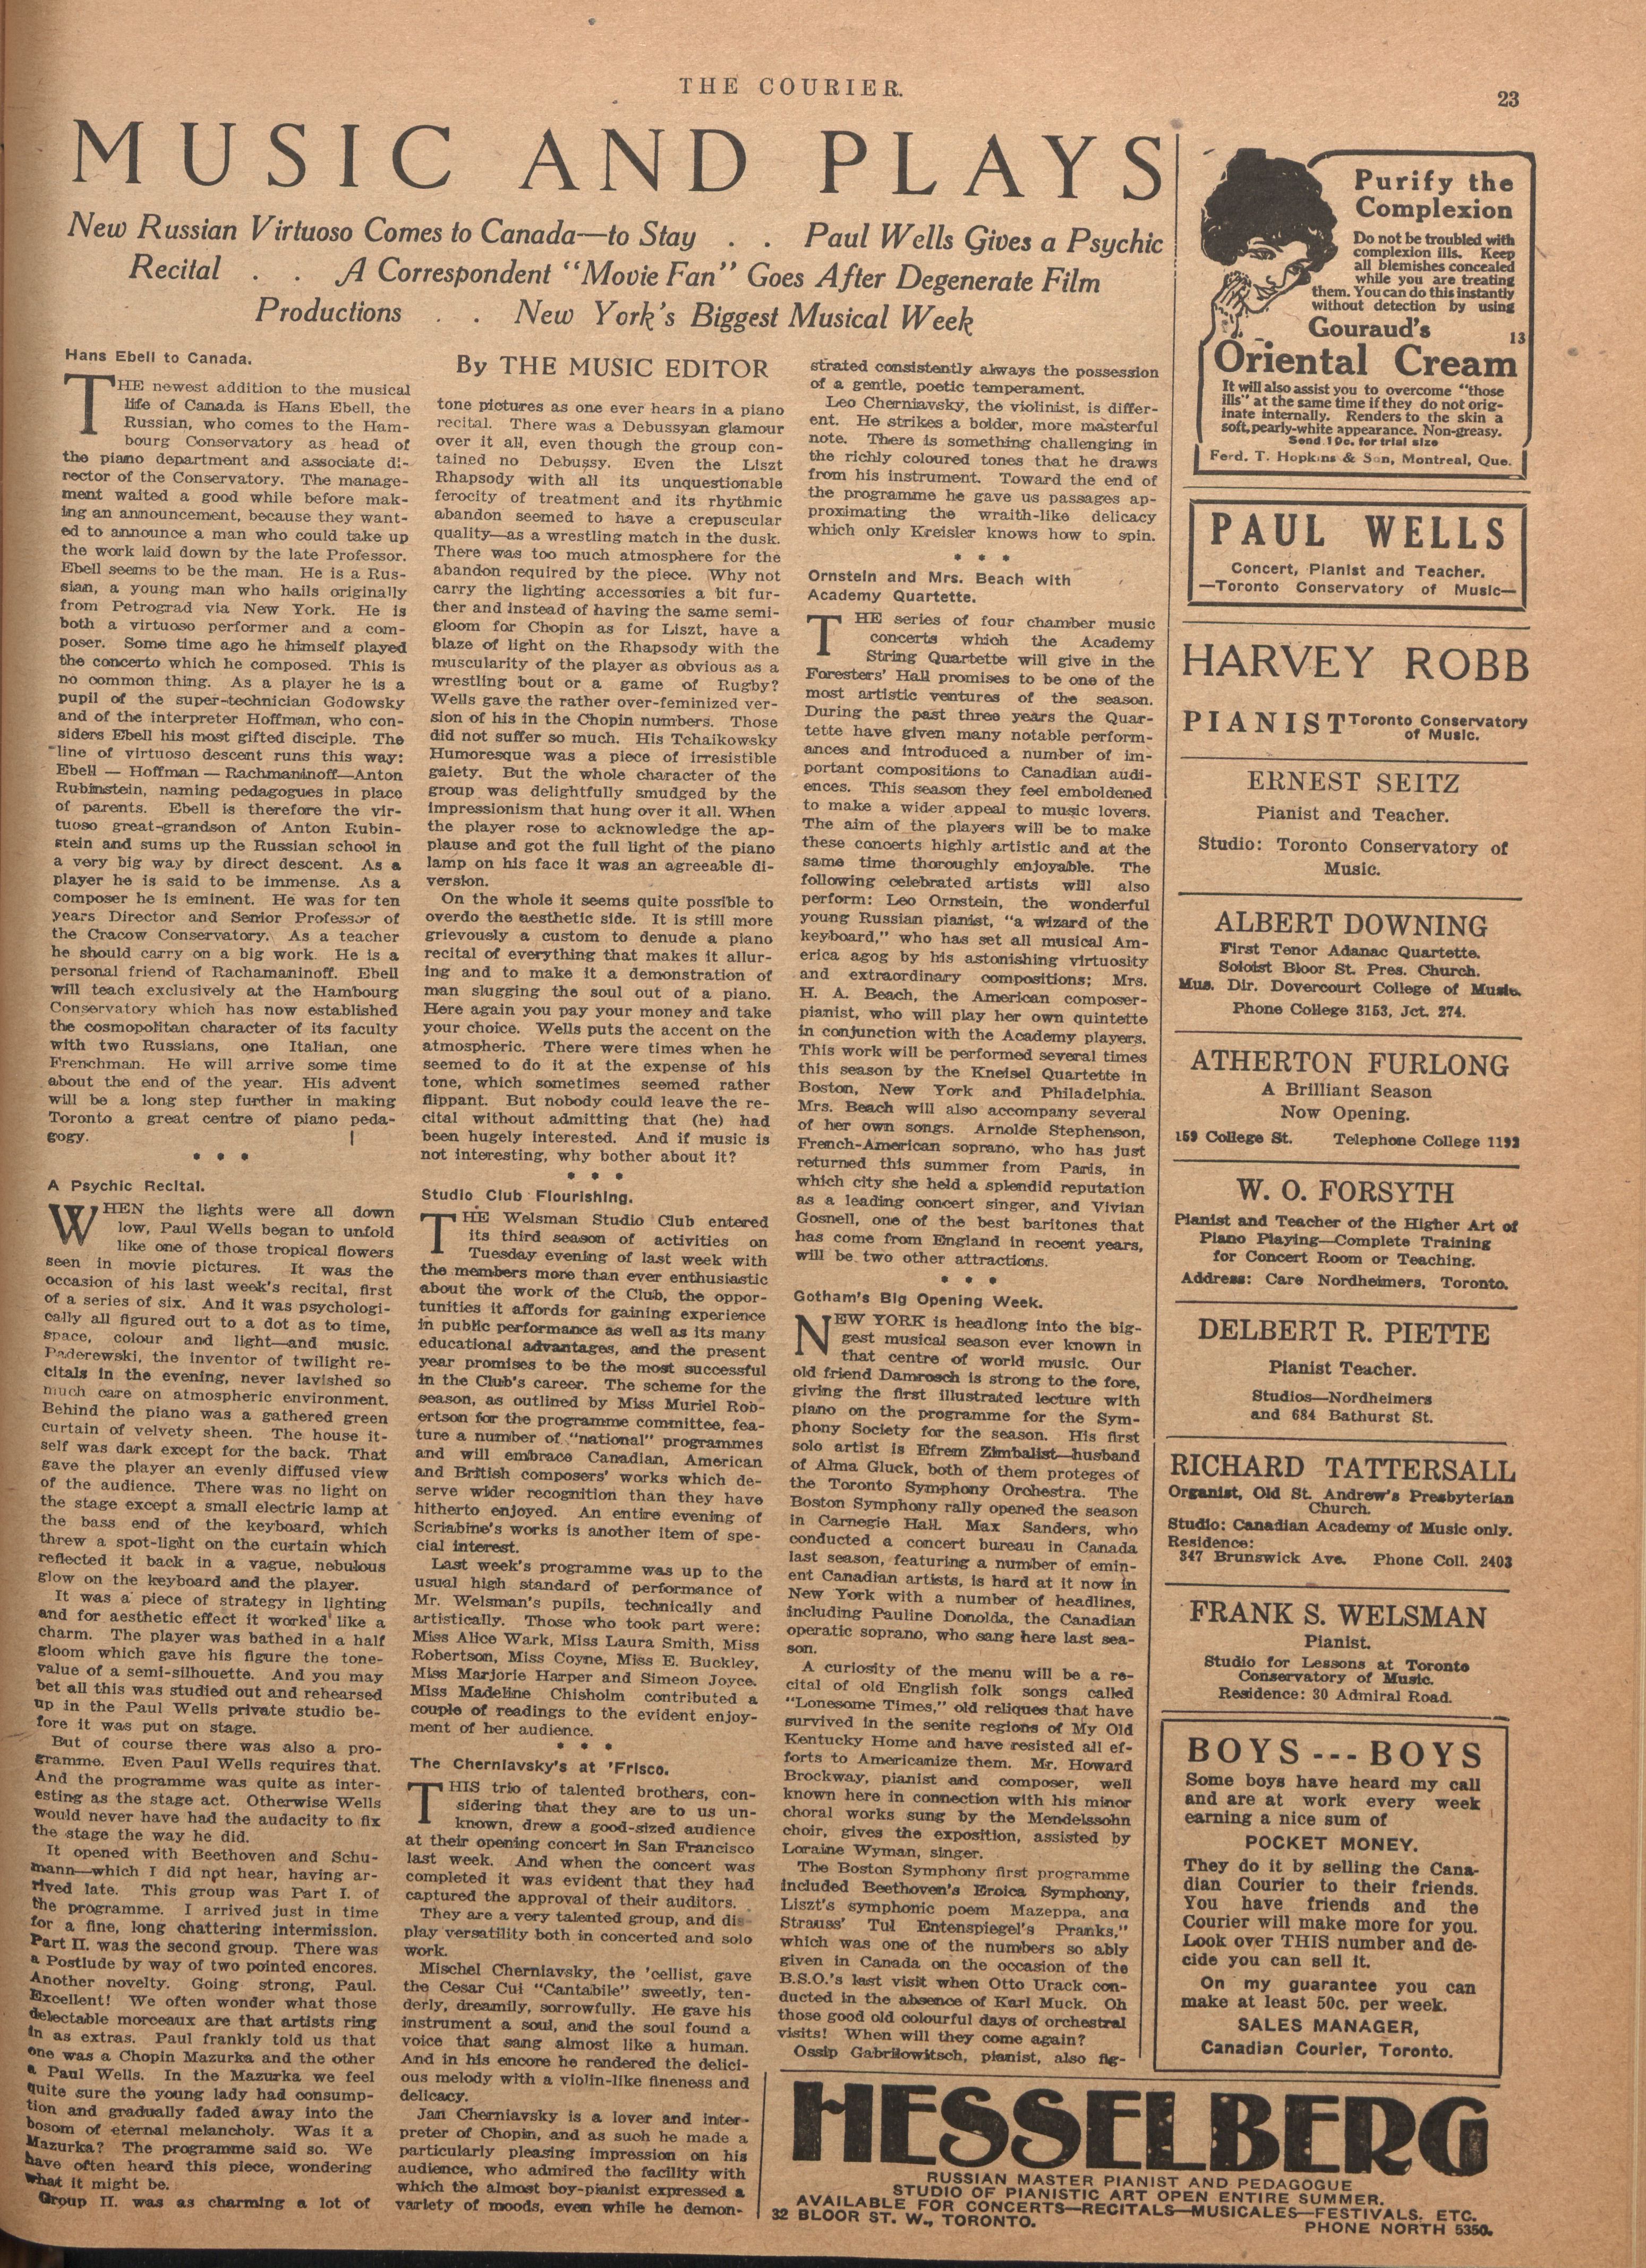 THE COURIER.
23
MUSIC AND PLAYS
New Russian Virtuoso Comes to Canada—to Stay . . Paul Wells Gives a Psychic
Recital . . A Correspondent "Movie Fan" Goes After Degenerate Film
Productions . . New York's Biggest Musical Week
By THE MUSIC EDITOR
Hans Ebell to Canada.
THE newest addition to the musical
life of Canada is Hans Ebell, the
Russian, who comes to the Ham-
bourg Conservatory as head of
the piano department and associate di-
rector of the Conservatory. The manage-
ment waited a good while before mak-
ing an announcement, because they want-
ed to announce a man who could take up
the work laid down by the late Professor.
Ebell seems to be the man. He is a Rus-
sian, a young man who hails originally
from Petrograd via New York. He is
both a virtuoso performer and a com-
poser. Some time ago he himself played
the concerto which he composed. This is
no common thing. As a player he is a
pupil of the super-technician Godowsky
and of the interpreter Hoffman, who con-
siders Ebell his most gifted disciple. The
line of virtuoso descent runs this way:
Ebell — Hoffman — Rachmaninoff—Anton
Rubinstein, naming pedagogues in place
of parents. Ebell is therefore the vir-
tuoso great-grandson of Anton Rubin-
stein and sums up the Russian school in
a very big way by direct descent. As a
player he is said to be immense. As a
composer he is eminent. He was for ten
years Director and Senior Professor of
the Cracow Conservatory. As a teacher
he should carry on a big work. He is a
personal friend of Rachamaninoff. Ebell
will teach exclusively at the Hambourg
Conservatory which has now established
the cosmopolitan character of its faculty
with two Russians, one Italian, one
Frenchman. He will arrive some time
about the end of the year. His advent
will be a long step further in making
Toronto a great centre of piano peda-
gogy.
* * *
A Psychic Recital.
WHEN the lights were all down
low, Paul Wells began to unfold
like one of those tropical flowers
seen in movie pictures. It was the
occasion of his last week's recital, first
of a series of six. And it was psychologi-
cally all figured out to a dot as to time,
space, colour and light—and music.
Paderewski, the inventor of twilight re-
citals in the evening, never lavished so
much care on atmospheric environment.
Behind the piano was a gathered green
curtain of velvety sheen. The house it-
self was dark except for the back. That
gave the player an evenly diffused view
of the audience. There was no light on
the stage except a small electric lamp at
the bass end of the keyboard, which
threw a spot-light on the curtain which
reflected it back in a vague, nebulous
glow on the keyboard and the player.
It was a piece of strategy in lighting
and for aesthetic effect it worked like a
charm. The player was bathed in a half
gloom which gave his figure the tone-
value of a semi-silhouette. And you may
bet all this was studied out and rehearsed
up in the Paul Wells private studio be-
fore it was put on stage.
But of course there was also a pro-
gramme. Even Paul Wells requires that.
And the programme was quite as inter-
esting as the stage act. Otherwise Wells
would never have had the audacity to fix
the stage the way he did.
It opened with Beethoven and Schu-
mann—which I did not hear, having ar-
rived late. This group was Part I. of
the programme. I arrived just in time
for a fine, long chattering intermission.
Part II. was the second group. There was
a Postlude by way of two pointed encores.
Another novelty. Going strong, Paul.
Excellent! We often wonder what those
delectable morceaux are that artists ring
in as extras. Paul frankly told us that
one was a Chopin Mazurka and the other
a Paul Wells. In the Mazurka we feel
quite sure the young lady had consump-
tion and gradually faded away into the
bosom of eternal melancholy. Was it a
Mazurka? The programme said so. We
have often heard this piece, wondering
what it might be.
Group II. was as charming a lot of
tone pictures as one ever hears in a piano
recital. There was a Debussyan glamour
over it all, even though the group con-
tained no Debussy. Even the Liszt
Rhapsody with all its unquestionable
ferocity of treatment and its rhythmic
abandon seemed to have a crepuscular
quality—as a wrestling match in the dusk.
There was too much atmosphere for the
abandon required by the piece. Why not
carry the lighting accessories a bit fur-
ther and instead of having the same semi-
gloom for Chopin as for Liszt, have a
blaze of light on the Rhapsody with the
muscularity of the player as obvious as a
wrestling bout or a game of Rugby?
Wells gave the rather over-feminized ver-
sion of his in the Chopin numbers. Those
did not suffer so much. His Tchaikowsky
Humoresque was a piece of irresistible
gaiety. But the whole character of the
group was delightfully smudged by the
impressionism that hung over it all. When
the player rose to acknowledge the ap-
plause and got the full light of the piano
lamp on his face it was an agreeable di-
version.
On the whole it seems quite possible to
overdo the aesthetic side. It is still more
grievously a custom to denude a piano
recital of everything that makes it allur-
ing and to make it a demonstration of
man slugging the soul out of a piano.
Here again you pay your money and take
your choice. Wells puts the accent on the
atmospheric. There were times when he
seemed to do it at the expense of his
tone, which sometimes seemed rather
flippant. But nobody could leave the re-
cital without admitting that (he) had
been hugely interested. And if music is
not interesting, why bother about it?
* * *
Studio Club Flourishing.
THE Welsman Studio Club entered
its third season of activities on
Tuesday evening of last week with
the members more than ever enthusiastic
about the work of the Club, the oppor-
tunities it affords for gaining experience
in public performance as well as its many
educational advantages, and the present
year promises to be the most successful
in the Club's career. The scheme for the
season, as outlined by Miss Muriel Rob-
ertson for the programme committee, fea-
ture a number of "national" programmes
and will embrace Canadian, American
and British composers' works which de-
serve wider recognition than they have
hitherto enjoyed. An entire evening of
Scriabine's works is another item of spe-
cial interest.
Last week's programme was up to the
usual high standard of performance of
Mr. Welsman's pupils, technically and
artistically. Those who took part were:
Miss Alice Wark, Miss Laura Smith, Miss
Robertson, Miss Coyne, Miss E. Buckley,
Miss Marjorie Harper and Simeon Joyce.
Miss Madeline Chisholm contributed a
couple of readings to the evident enjoy-
ment of her audience.
* * *
The Cherniavsky's at 'Frisco.
THIS trio of talented brothers, con-
sidering that they are to us un-
known, drew a good-sized audience
at their opening concert in San Francisco
last week. And when the concert was
completed it was evident that they had
captured the approval of their auditors.
They are a very talented group, and dis-
play versatility both in concerted and solo
work.
Mischel Cherniavsky, the 'cellist, gave
the Cesar Cui "Cantabile" sweetly, ten-
derly, dreamily, sorrowfully. He gave his
instrument a soul, and the soul found a
voice that sang almost like a human.
And in his encore he rendered the delici-
ous melody with a violin-like fineness and
delicacy.
Jan Cherniavsky is a lover and inter-
preter of Chopin, and as such he made a
particularly pleasing impression on his
audience, who admired the facility with
which the almost boy-pianist expressed a
variety of moods, even while he demon-
strated consistently always the possession
of a gentle, poetic temperament.
Leo Cherniavsky, the violinist, is differ-
ent. He strikes a bolder, more masterful
note. There is something challenging in
the richly coloured tones that he draws
from his instrument. Toward the end of
the programme he gave us passages ap-
proximating the wraith-like delicacy
which only Kreisler knows how to spin.
* * *
Ornstein and Mrs. Beach with
Academy Quartette.
THE series of four chamber music
concerts which the Academy
String Quartette will give in the
Foresters' Hall promises to be one of the
most artistic ventures of the season.
During the past three years the Quar-
tette have given many notable perform-
ances and introduced a number of im-
portant compositions to Canadian audi-
ences. This season they feel emboldened
to make a wider appeal to music lovers.
The aim of the players will be to make
these concerts highly artistic and at the
same time thoroughly enjoyable. The
following celebrated artists will also
perform: Leo Ornstein, the wonderful
young Russian pianist, "a wizard of the
keyboard," who has set all musical Am-
erica agog by his astonishing virtuosity
and extraordinary compositions; Mrs.
H. A. Beach, the American composer-
pianist, who will play her own quintette
in conjunction with the Academy players.
This work will be performed several times
this season by the Kneisel Quartette in
Boston, New York and Philadelphia.
Mrs. Beach will also accompany several
of her own songs. Arnolde Stephenson,
French-American soprano, who has just
returned this summer from Paris, in
which city she held a splendid reputation
as a leading concert singer, and Vivian
Gosnell, one of the best baritones that
has come from England in recent years,
will be two other attractions.
* * *
Gotham's Big Opening Week.
NEW YORK is headlong into the big-
gest musical season ever known in
that centre of world music. Our
old friend Damrosch is strong to the fore,
giving the first illustrated lecture with
piano on the programme for the Sym-
phony Society for the season. His first
solo artist is Efrem Zimbalist—husband
of Alma Gluck, both of them proteges of
the Toronto Symphony Orchestra. The
Boston Symphony rally opened the season
in Carnegie Hall. Max Sanders, who
conducted a concert bureau in Canada
last season, featuring a number of emin-
ent Canadian artists, is hard at it now in
New York with a number of headlines,
including Pauline Donolda, the Canadian
operatic soprano, who sang here last sea-
son.
A curiosity of the menu will be a re-
cital of old English folk songs called
"Lonesome Times," old reliques that have
survived in the senite regions of My Old
Kentucky Home and have resisted all ef-
forts to Americanize them. Mr. Howard
Brockway, pianist and composer, well
known here in connection with his minor
choral works sung by the Mendelssohn
choir, gives the exposition, assisted by
Loraine Wyman, singer.
The Boston Symphony first programme
included Beethoven's Eroica Symphony,
Liszt's symphonic poem Mazeppa, and
Strauss' Tul Entenspiegel's Pranks,"
which was one of the numbers so ably
given in Canada on the occasion of the
B.S.O.'s last visit when Otto Urack con-
ducted in the absence of Karl Muck. Oh
those good old colourful days of orchestral
visits! When will they come again?
Ossip Gabrilowitsch, pianist, also fig-
Purify the
Complexion
Do not be troubled with
complexion ills. Keep
all blemishes concealed
while you are treating
them. You can do this instantly
without detection by using
Gouraud's
13
Oriental Cream
It will also assist you to overcome "those
ills" at the same time if they do not orig-
inate internally. Renders to the skin a
soft, pearly-white appearance. Non-greasy.
Send 10c. for trial size
Ferd. T. Hopkins & Son, Montreal, Que.
PAUL WELLS
Concert, Pianist and Teacher.
—Toronto Conservatory of Music—
HARVEY ROBB
PIANIST Toronto Conservatory
of Music.
ERNEST SEITZ
Pianist and Teacher.
Studio: Toronto Conservatory of
Music.
ALBERT DOWNING
First Tenor Adanac Quartette.
Soloist Bloor St. Pres. Church.
Mus. Dir. Dovercourt College of Music.
Phone College 3153, Jct. 274.
ATHERTON FURLONG
A Brilliant Season
Now Opening.
159 College St. Telephone College 1192
W. O. FORSYTH
Pianist and Teacher of the Higher Art of
Piano Playing—Complete Training
for Concert Room or Teaching.
Address: Care Nordheimers, Toronto.
DELBERT R. PIETTE
Pianist Teacher.
Studios—Nordheimers
and 684 Bathurst St.
RICHARD TATTERSALL
Organist, Old St. Andrew's Presbyterian
Church.
Studio: Canadian Academy of Music only.
Residence:
347 Brunswick Ave. Phone Coll. 2403
FRANK S. WELSMAN
Pianist.
Studio for Lessons at Toronto
Conservatory of Music.
Residence: 30 Admiral Road.
BOYS --- BOYS
Some boys have heard my call
and are at work every week
earning a nice sum of
POCKET MONEY.
They do it by selling the Cana-
dian Courier to their friends.
You have friends and the
Courier will make more for you.
Look over THIS number and de-
cide you can sell it.
On my guarantee you can
make at least 50c. per week.
SALES MANAGER,
Canadian Courier, Toronto.
HESSELBERG
RUSSIAN MASTER PIANIST AND PEDAGOGUE
STUDIO OF PIANISTIC ART OPEN ENTIRE SUMMER.
AVAILABLE FOR CONCERTS—RECITALS—MUSICALES—FESTIVALS. ETC.
32 BLOOR ST. W., TORONTO. PHONE NORTH 5350.